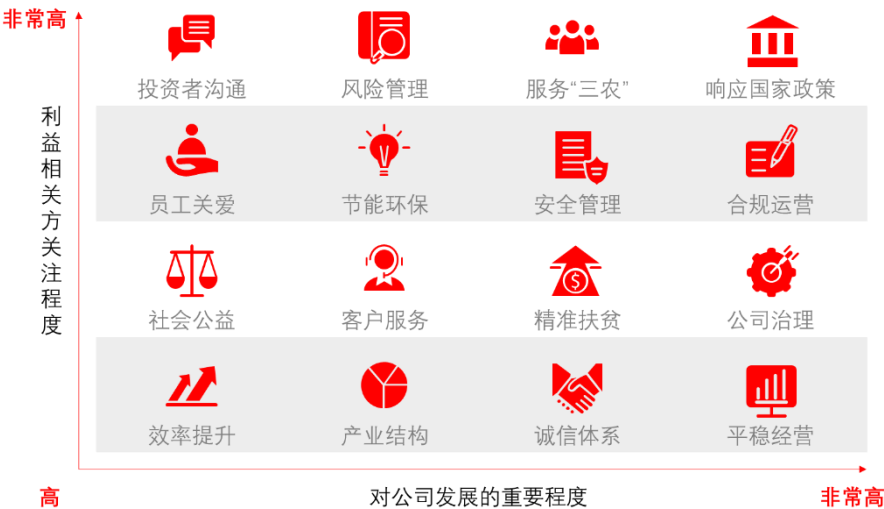 非常高
投资者沟通 风险管理 服务“三农” 响应国家政策
利益相关方关注程度
员工关爱 节能环保 安全管理 合规运营
社会公益 客户服务 精准扶贫 公司治理
$
效率提升 产业结构 诚信体系 平稳经营
高 对公司发展的重要程度 非常高